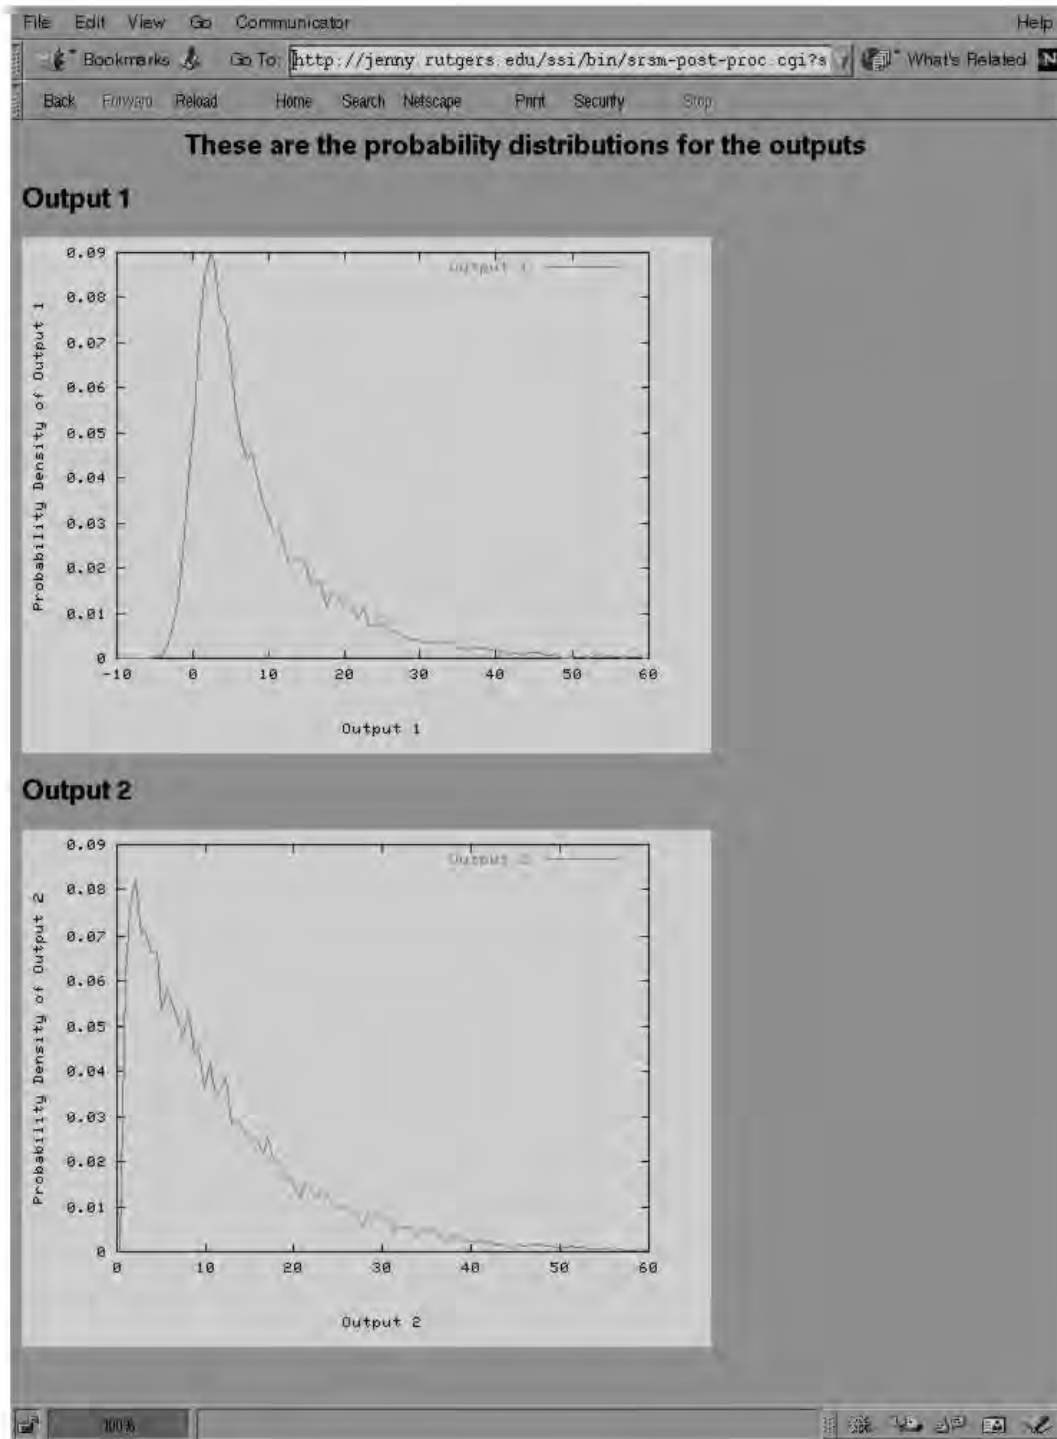 File Edit View Go Communicator Help
Bookmarks Go To: http://jenny.rutgers.edu/ssi/bin/srsm-post-proc.cgi?s What's Related N
Back Forward Reload Home Search Netscape Print Security Stop
These are the probability distributions for the outputs
Output 1
Output 1
Probability Density of Output 1
0.09
0.08
0.07
0.06
0.05
0.04
0.03
0.02
0.01
0
-10 0 10 20 30 40 50 60
Output 1
Output 2
Output 2
Probability Density of Output 2
0.09
0.08
0.07
0.06
0.05
0.04
0.03
0.02
0.01
0
0 10 20 30 40 50 60
Output 2
100%